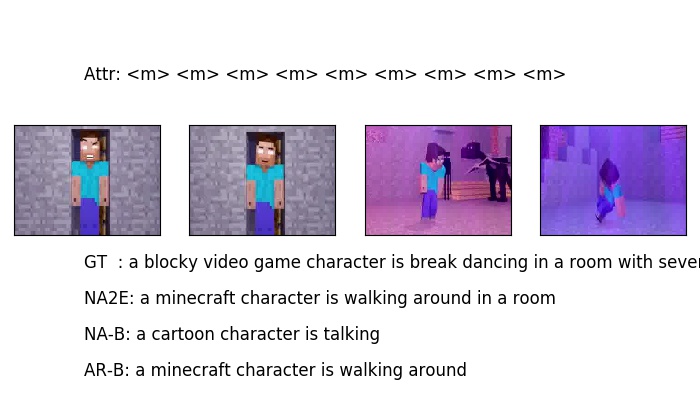 Attr: <m> <m> <m> <m> <m> <m> <m> <m> <m>
GT : a blocky video game character is break dancing in a room with
NA2E: a minecraft character is walking around in a room
NA-B: a cartoon character is talking
AR-B: a minecraft character is walking around